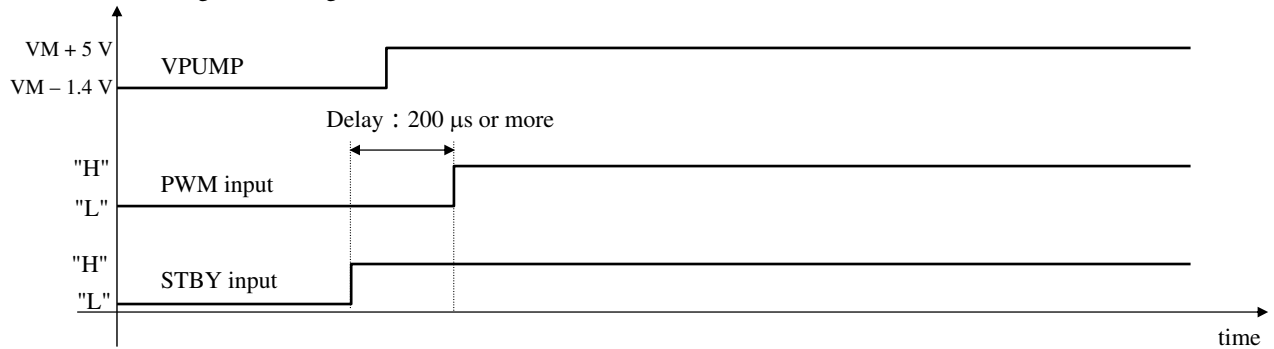 VM + 5 V
VPUMP
VM – 1.4 V
Delay : 200 μs or more
"H"
PWM input
"L"
"H"
STBY input
"L"
time